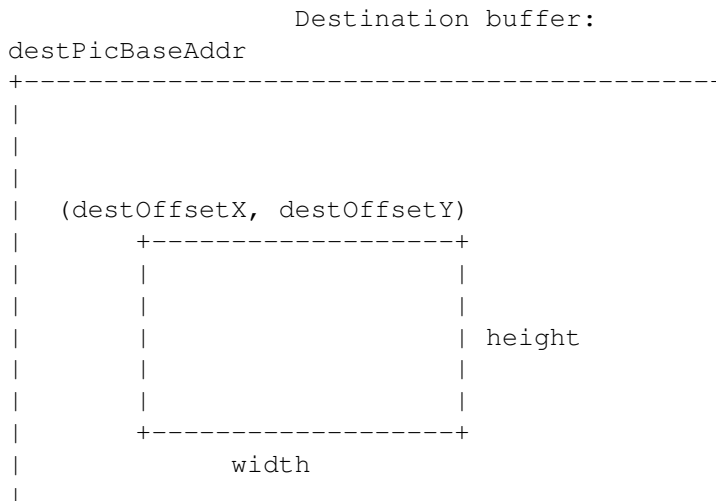 Destination buffer:
destPicBaseAddr
(destOffsetX, destOffsetY)
height
width